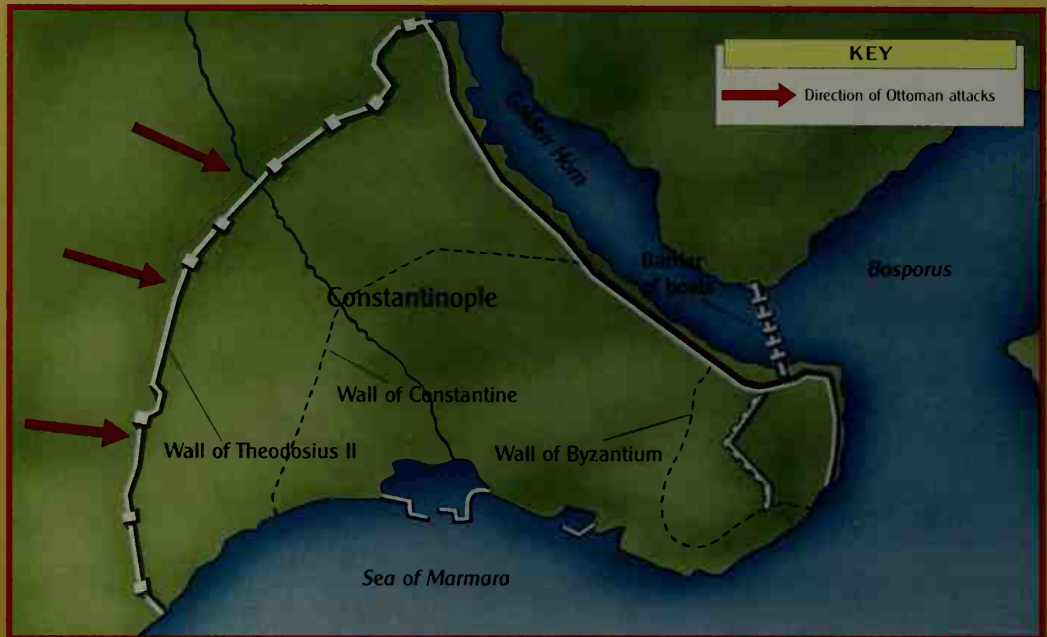 KEY
Direction of Ottoman attacks
Golden Horn
Barrier
of boats
Bosporus
Constantinople
Wall of Constantine
Wall of Theodosius II
Wall of Byzantium
Sea of Marmara